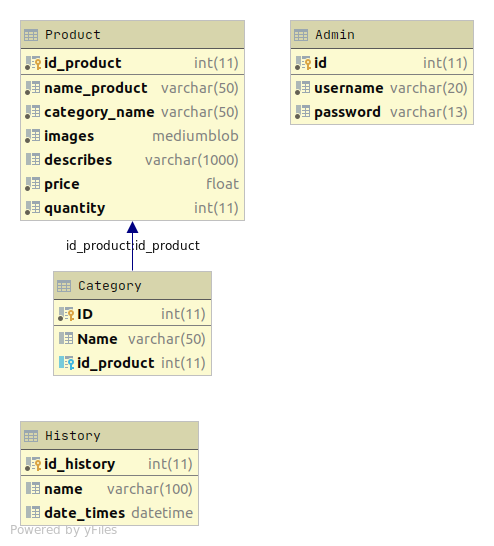 Product
id_product int(11)
name_product varchar(50)
category_name varchar(50)
images mediumblob
describes varchar(1000)
price float
quantity int(11)
Admin
id int(11)
username varchar(20)
password varchar(13)
id_product:id_product
Category
ID int(11)
Name varchar(50)
id_product int(11)
History
id_history int(11)
name varchar(100)
date_times datetime
Powered by yFiles